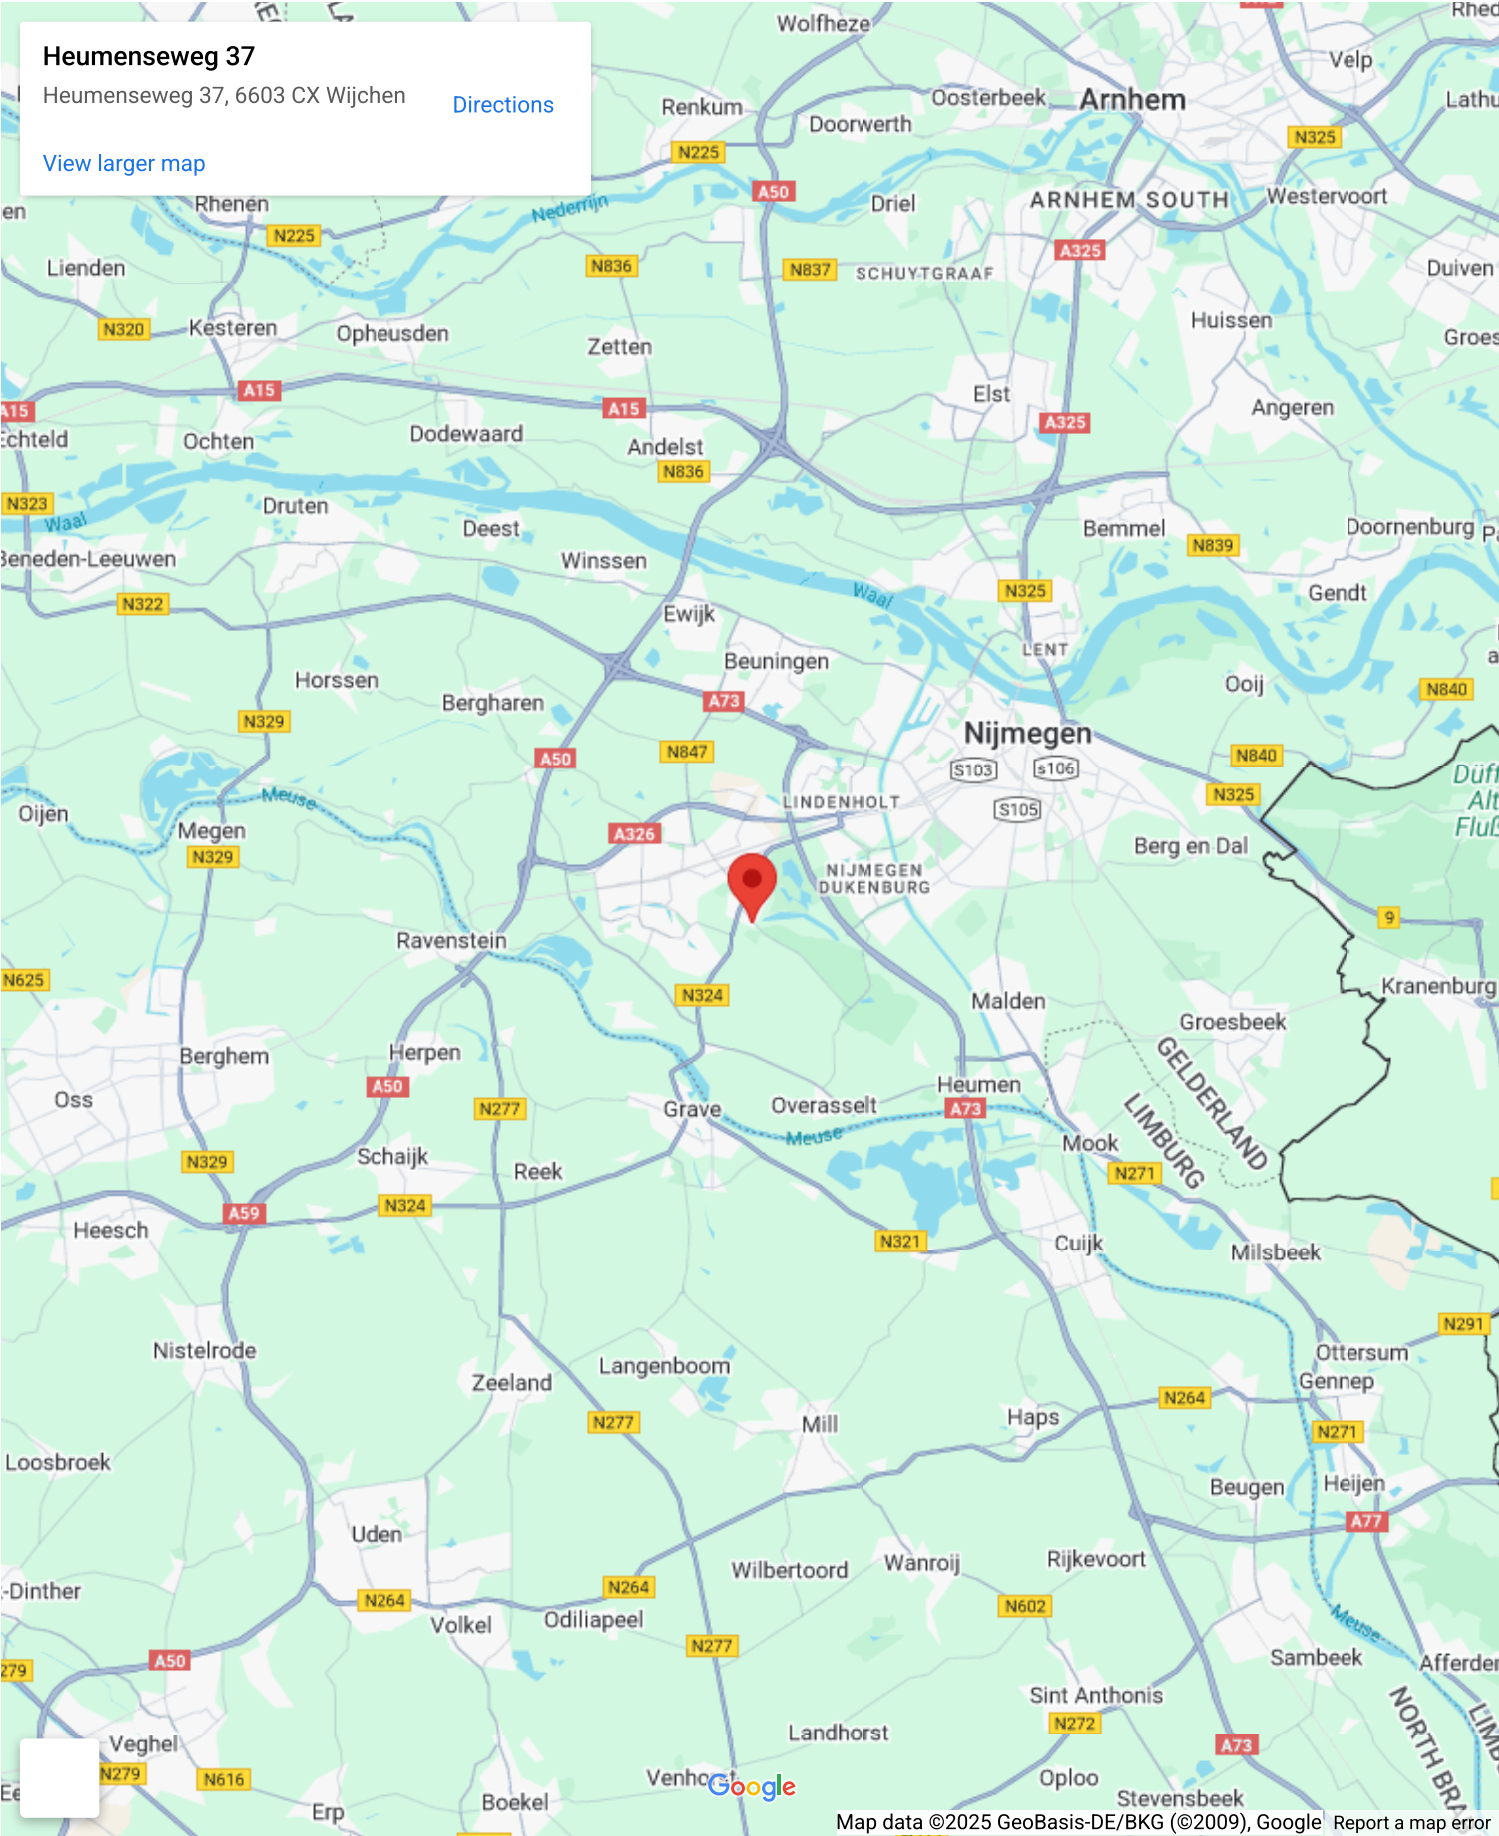 Heumenseweg 37
Heumenseweg 37, 6603 CX Wijchen
Directions
View larger map
Wolfheze
Velp
Renkum
Oosterbeek
Arnhem
Doorwerth
N325
N225
A50
Rhenen
Nederrijn
Driel
ARNHEM SOUTH
Westervoort
N225
A325
Lienden
N836
N837
SCHUYTGRAAF
Duiven
N320
Kesteren
Opheusden
Huissen
Zetten
A15
A15
A15
Elst
Angeren
Ochten
Dodewaard
A325
Andelst
N836
N323
Druten
Waal
Deest
Bemmel
Doornenburg
N839
Beneden-Leeuwen
Winssen
N325
Waal
Gendt
N322
Ewijk
LENT
Beuningen
Horssen
Ooij
N840
Bergharen
A73
N329
Nijmegen
A50
N847
N840
S103
s106
Meuse
N325
LINDENHOLT
S105
Oijen
Megen
A326
Berg en Dal
N329
NIJMEGEN
DUKENBURG
9
Ravenstein
N625
N324
Kranenburg
Malden
Groesbeek
Berghem
Herpen
GELDERLAND
A50
Heumen
Oss
N277
Grave
Overasselt
A73
LIMBURG
Meuse
Mook
Schaijk
N329
Reek
N271
N324
A59
Heesch
N321
Cuijk
Milsbeek
N291
Nistelrode
Ottersum
Langenboom
Zeeland
Gennep
N264
N277
Mill
Haps
N271
Loosbroek
Beugen
Heijen
A77
Uden
Rijkevoort
Wilbertoord
Wanroij
-Dinther
N264
N264
N602
Volkel
Odiliapeel
Meuse
N277
A50
Sambeek
279
Sint Anthonis
N272
NORTH BRA
Landhorst
Veghel
A73
N279
N616
Oploo
Stevensbeek
Google
Boekel
Erp
Map data ©2025 GeoBasis-DE/BKG (©2009), Google
Report a map error